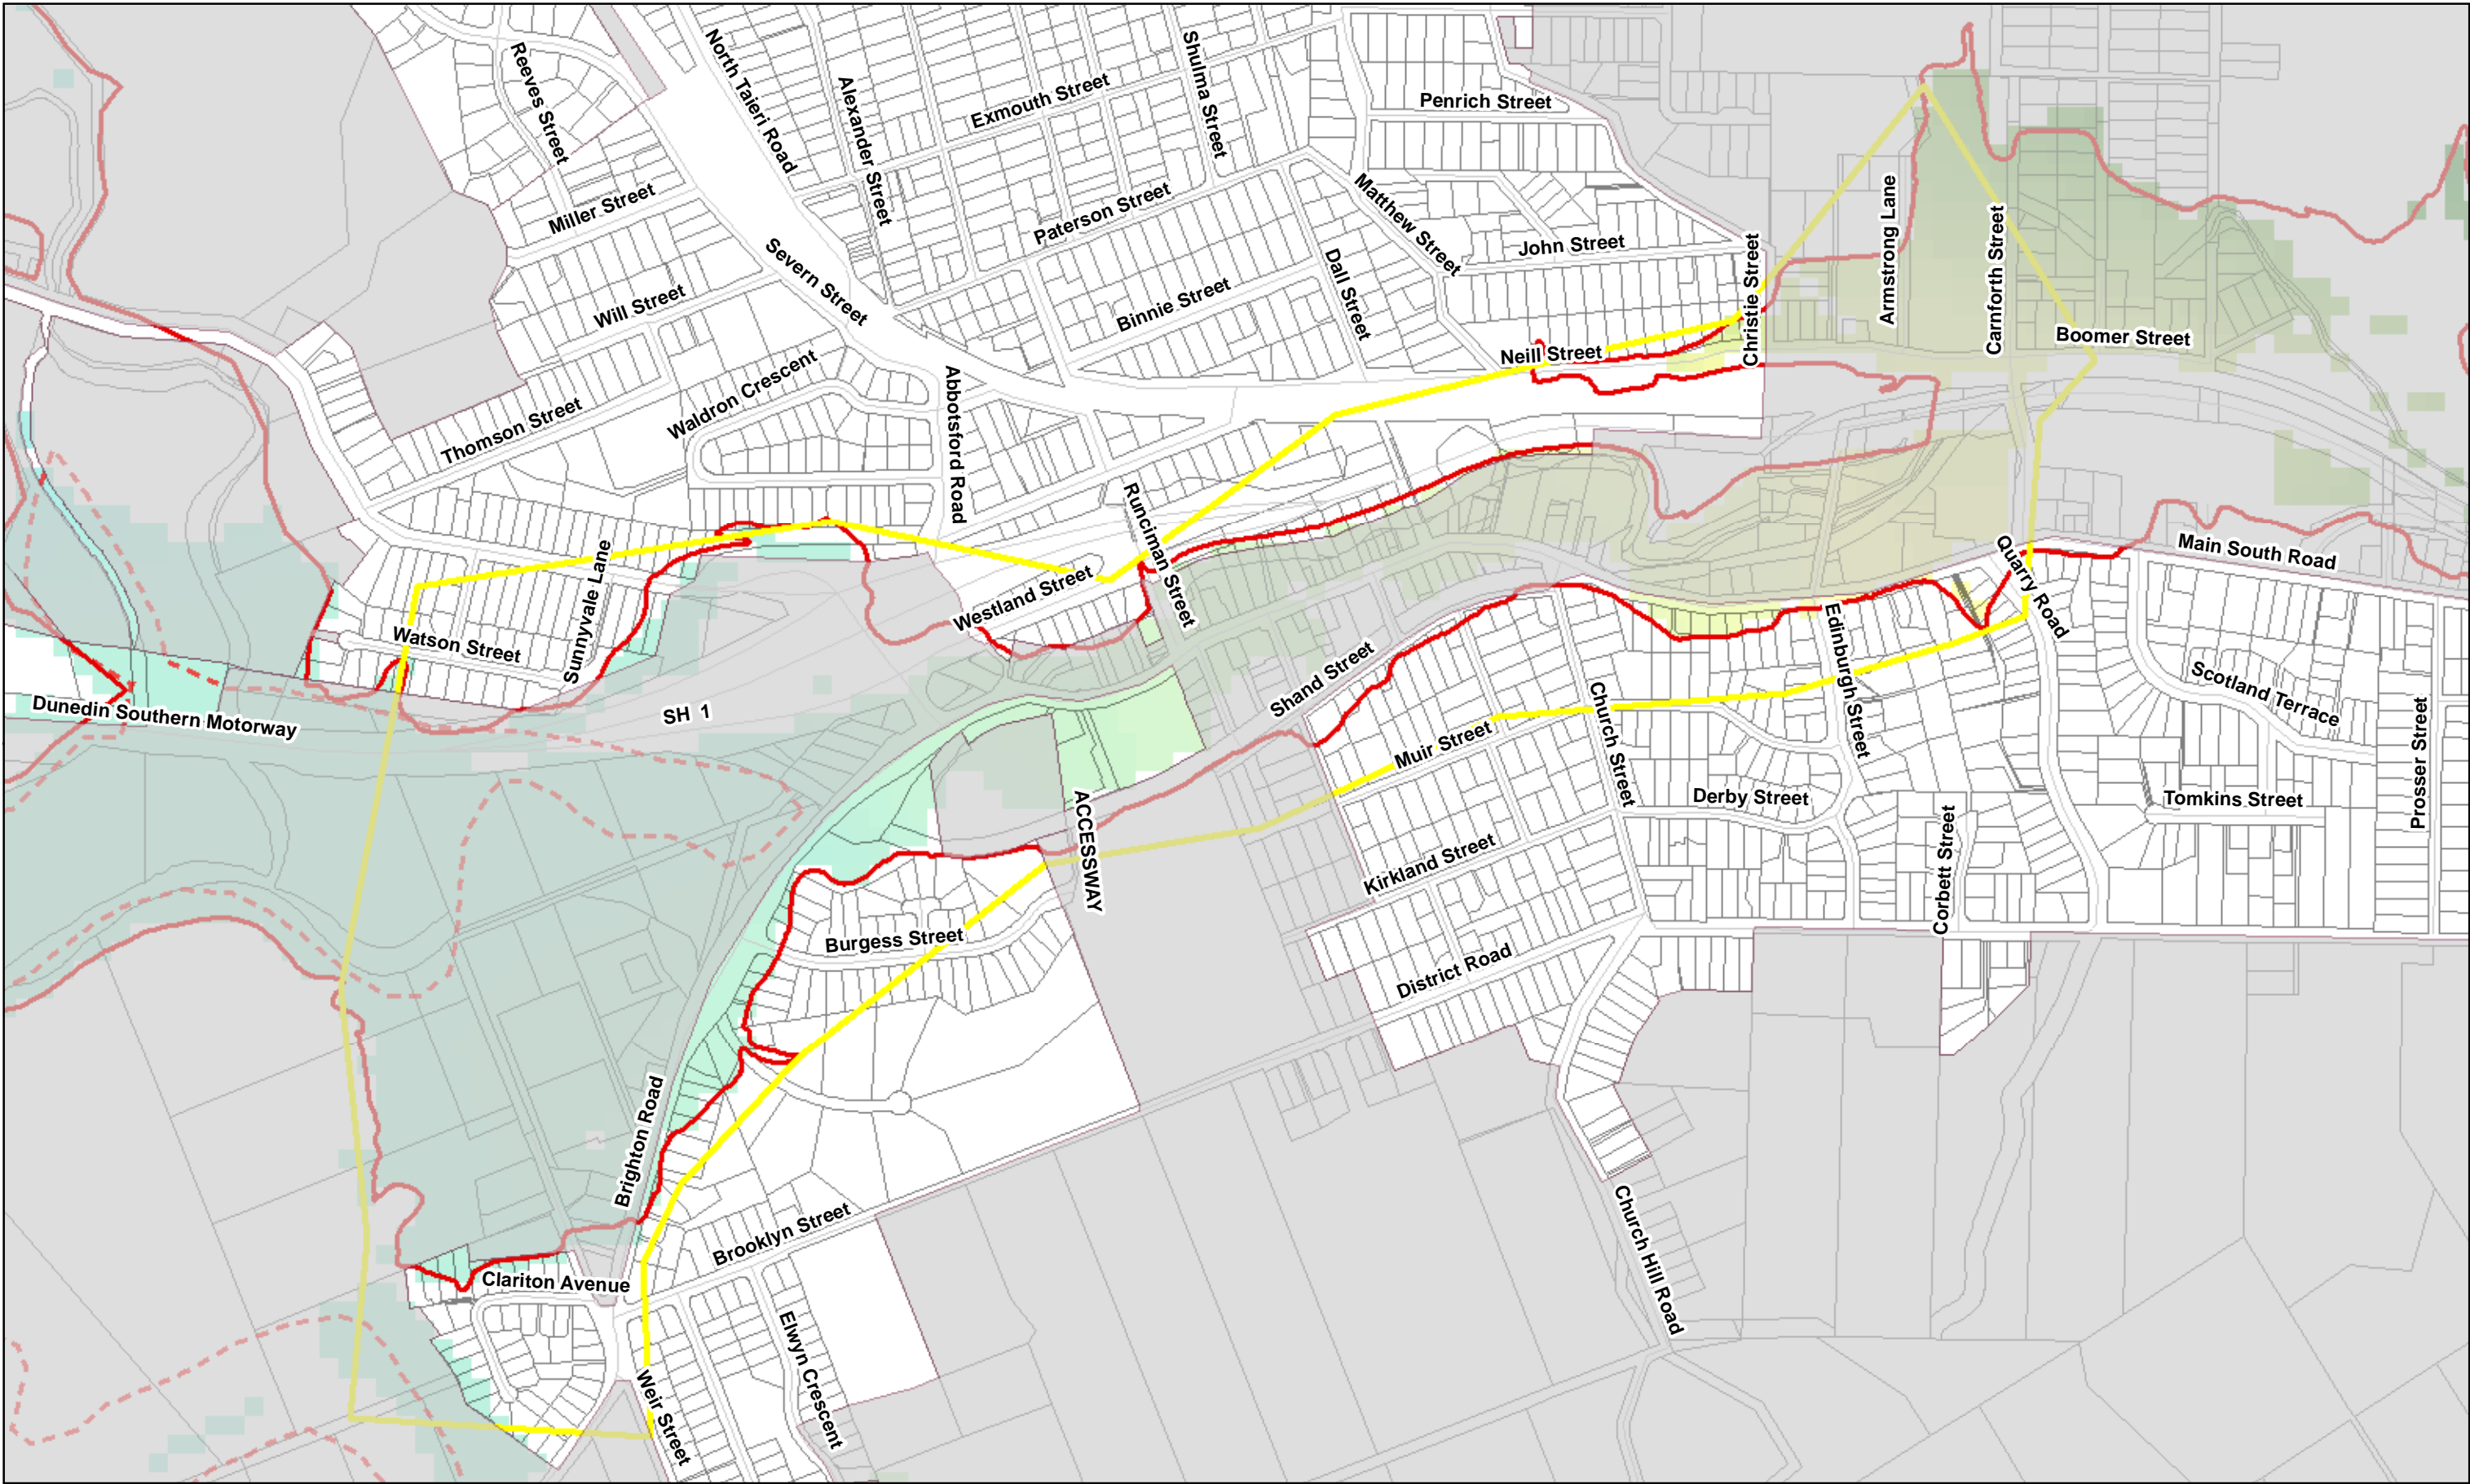 Reeves Street
North Taieri Road
Alexander Street
Exmouth Street
Shulma Street
Penrich Street
Miller Street
Paterson Street
Matthew Street
John Street
Christie Street
Armstrong Lane
Carnforth Street
Boomer Street
Will Street
Severn Street
Binnie Street
Dall Street
Neill Street
Waldron Crescent
Thomson Street
Abbotsford Road
Runciman Street
Sunnyvale Lane
Westland Street
Watson Street
Quarry Road
Main South Road
Edinburgh Street
Shand Street
Scotland Terrace
Dunedin Southern Motorway
SH 1
Church Street
Muir Street
Prosser Street
Derby Street
Tomkins Street
ACCESSWAY
Kirkland Street
Corbett Street
Burgess Street
District Road
Brighton Road
Brooklyn Street
Church Hill Road
Clariton Avenue
Elwyn Crescent
Weir Street